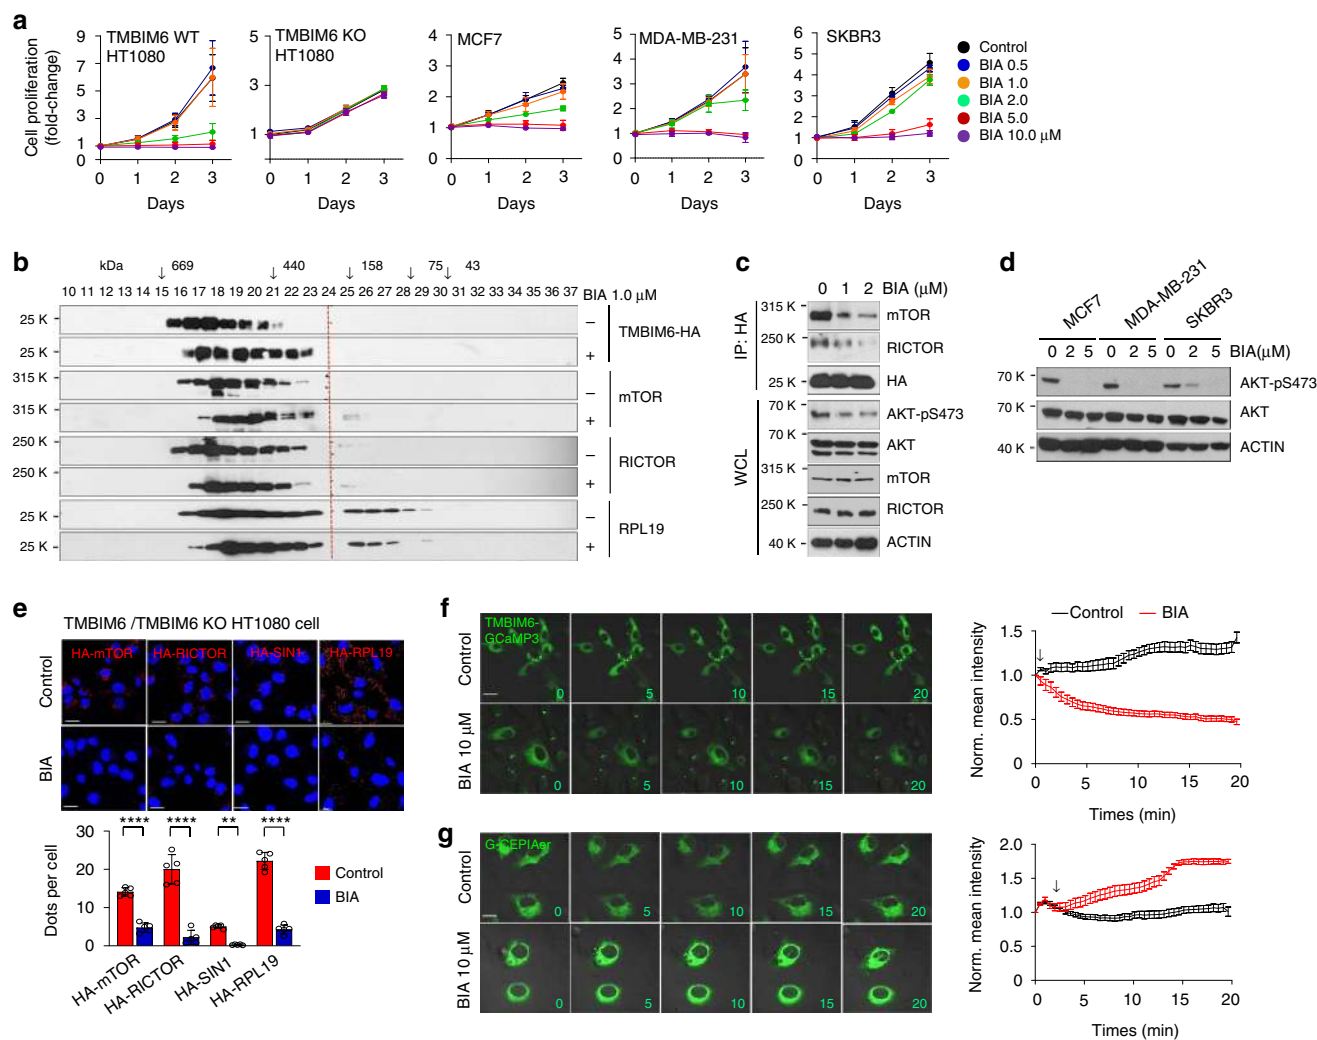 a
TMBIM6 WT
HT1080
TMBIM6 KO
HT1080
MCF7
MDA-MB-231
SKBR3
Cell proliferation
(fold-change)
9
7
5
3
1
0
5
3
1
0
4
3
2
1
0
5
4
3
2
1
0
6
5
4
3
2
1
0
0 1 2 3
0 1 2 3
0 1 2 3
0 1 2 3
0 1 2 3
Days
Days
Days
Days
Days
Control
BIA 0.5
BIA 1.0
BIA 2.0
BIA 5.0
BIA 10.0 μM
b
kDa ↓ 669 ↓ 440 ↓ 158 ↓ 75 ↓ 43
10 11 12 13 14 15 16 17 18 19 20 21 22 23 24 25 26 27 28 29 30 31 32 33 34 35 36 37 BIA 1.0 μM
25 K –
TMBIM6-HA
25 K +
315 K –
mTOR
315 K +
250 K –
RICTOR
250 K +
25 K –
RPL19
25 K +
c
0 1 2 BIA (μM)
IP: HA
315 K mTOR
250 K RICTOR
25 K HA
WCL
70 K AKT-pS473
70 K AKT
315 K mTOR
250 K RICTOR
40 K ACTIN
d
MCF7
MDA-MB-231
SKBR3
0 2 5 0 2 5 0 2 5 BIA(μM)
70 K AKT-pS473
70 K AKT
40 K ACTIN
e
TMBIM6 /TMBIM6 KO HT1080 cell
HA-mTOR HA-RICTOR HA-SIN1 HA-RPL19
Control
BIA
Dots per cell
30
20
10
0
**** **** ** ****
Control
BIA
HA-mTOR
HA-RICTOR
HA-SIN1
HA-RPL19
f
TMBIM6-
GCaMP3
Control
0 5 10 15 20
BIA 10 μM
0 5 10 15 20
Control BIA
Norm. mean intensity
1.5
1.0
0.5
0
0 5 10 15 20
Times (min)
g
G-CEPIAer
Control
0 5 10 15 20
BIA 10 μM
0 5 10 15 20
Norm. mean intensity
2.0
1.5
1.0
0.5
0
0 5 10 15 20
Times (min)